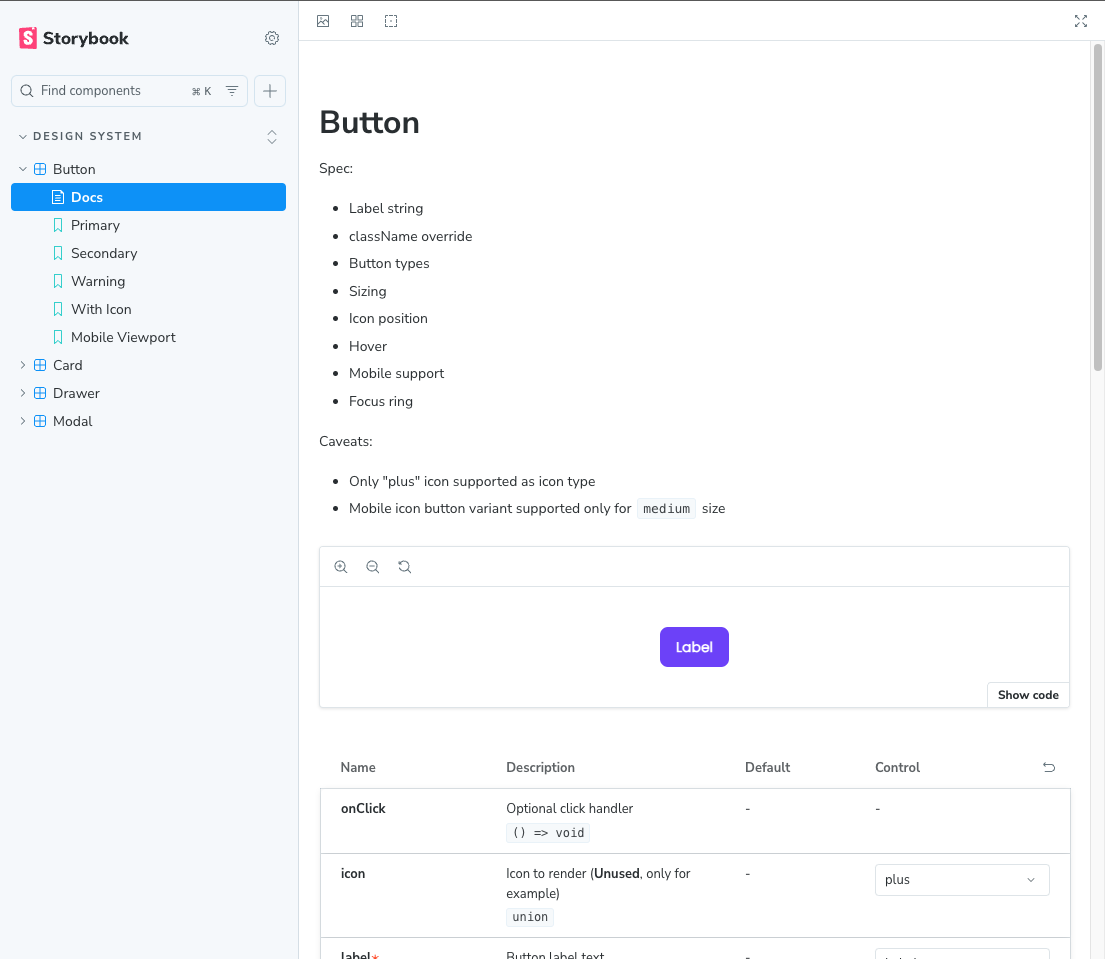 Storybook
Find components
⌘ K
DESIGN SYSTEM
Button
Docs
Primary
Secondary
Warning
With Icon
Mobile Viewport
Card
Drawer
Modal
Button
Spec:
Label string
className override
Button types
Sizing
Icon position
Hover
Mobile support
Focus ring
Caveats:
Only "plus" icon supported as icon type
Mobile icon button variant supported only for medium size
Label
Show code
Name Description Default Control
onClick Optional click handler - -
() => void
icon Icon to render (Unused, only for - plus
example)
union
label* Button label text -